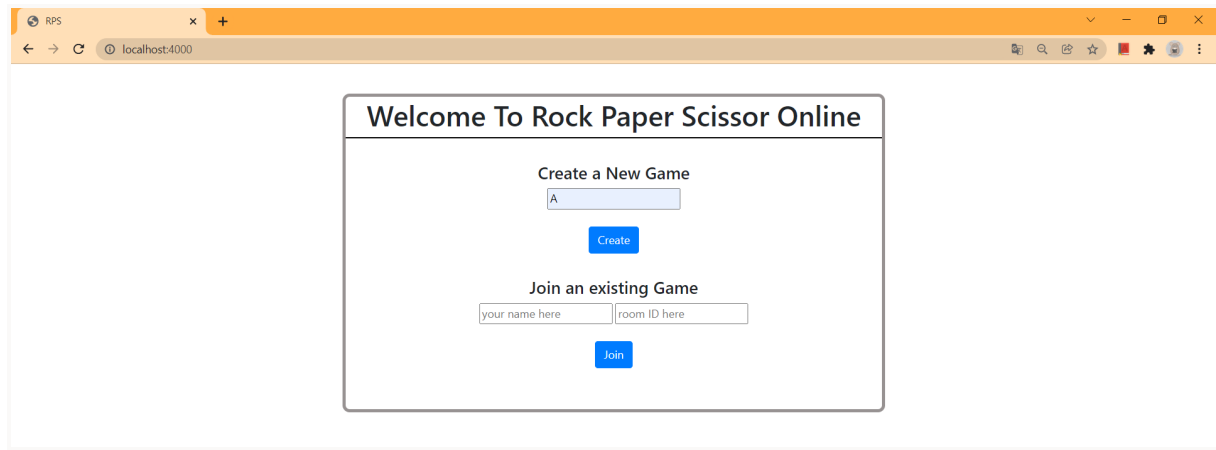 RPS
localhost:4000
Welcome To Rock Paper Scissor Online
Create a New Game
A
Create
Join an existing Game
your name here room ID here
Join